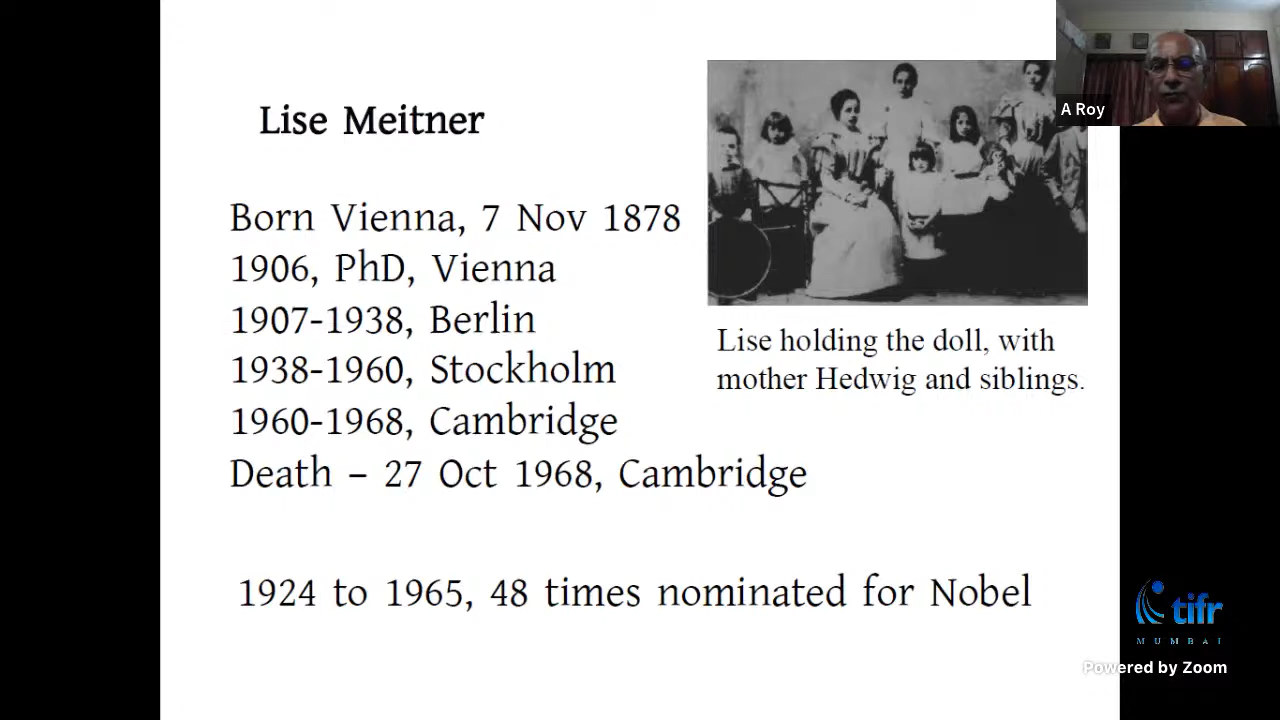 Lise Meitner
Born Vienna, 7 Nov 1878
1906, PhD, Vienna
1907-1938, Berlin
1938-1960, Stockholm
1960-1968, Cambridge
Death – 27 Oct 1968, Cambridge
1924 to 1965, 48 times nominated for Nobel
Lise holding the doll, with
mother Hedwig and siblings.
A Roy
tifr
MUMBAI
Powered by Zoom